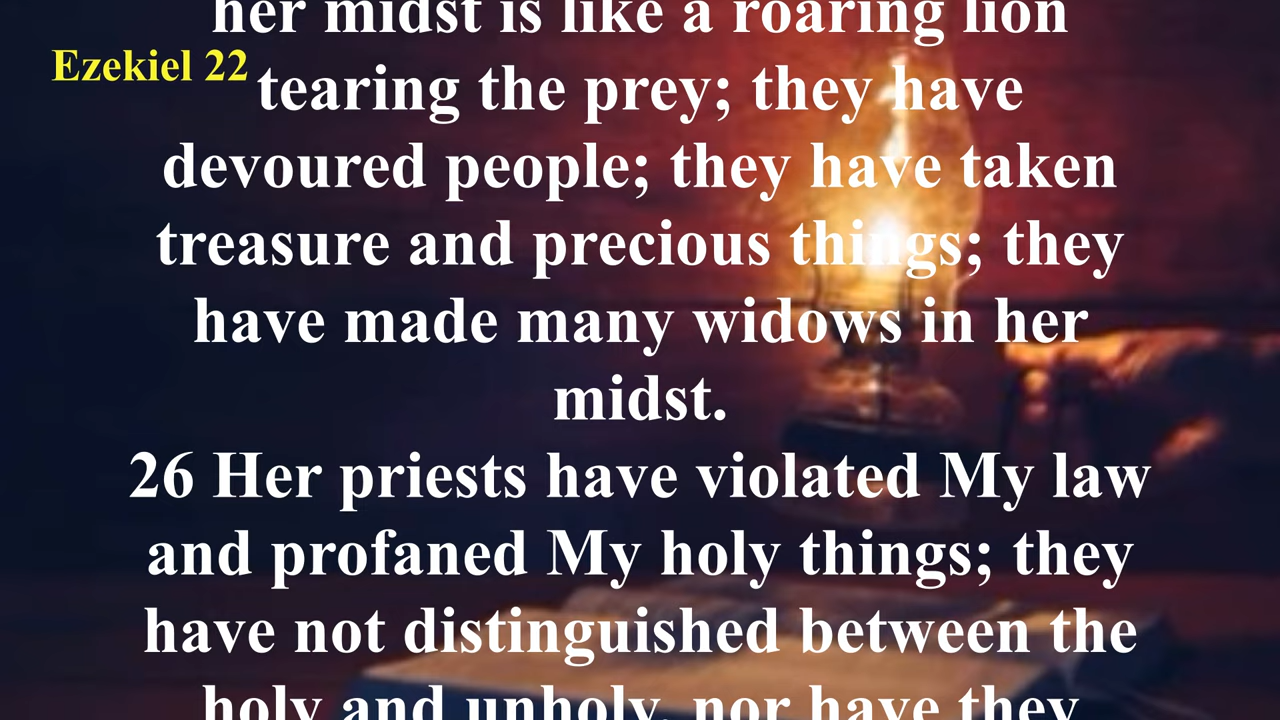 her midst is like a roaring lion
Ezekiel 22
tearing the prey; they have
devoured people; they have taken
treasure and precious things; they
have made many widows in her
midst.
26 Her priests have violated My law
and profaned My holy things; they
have not distinguished between the
holy and unholy, nor have they